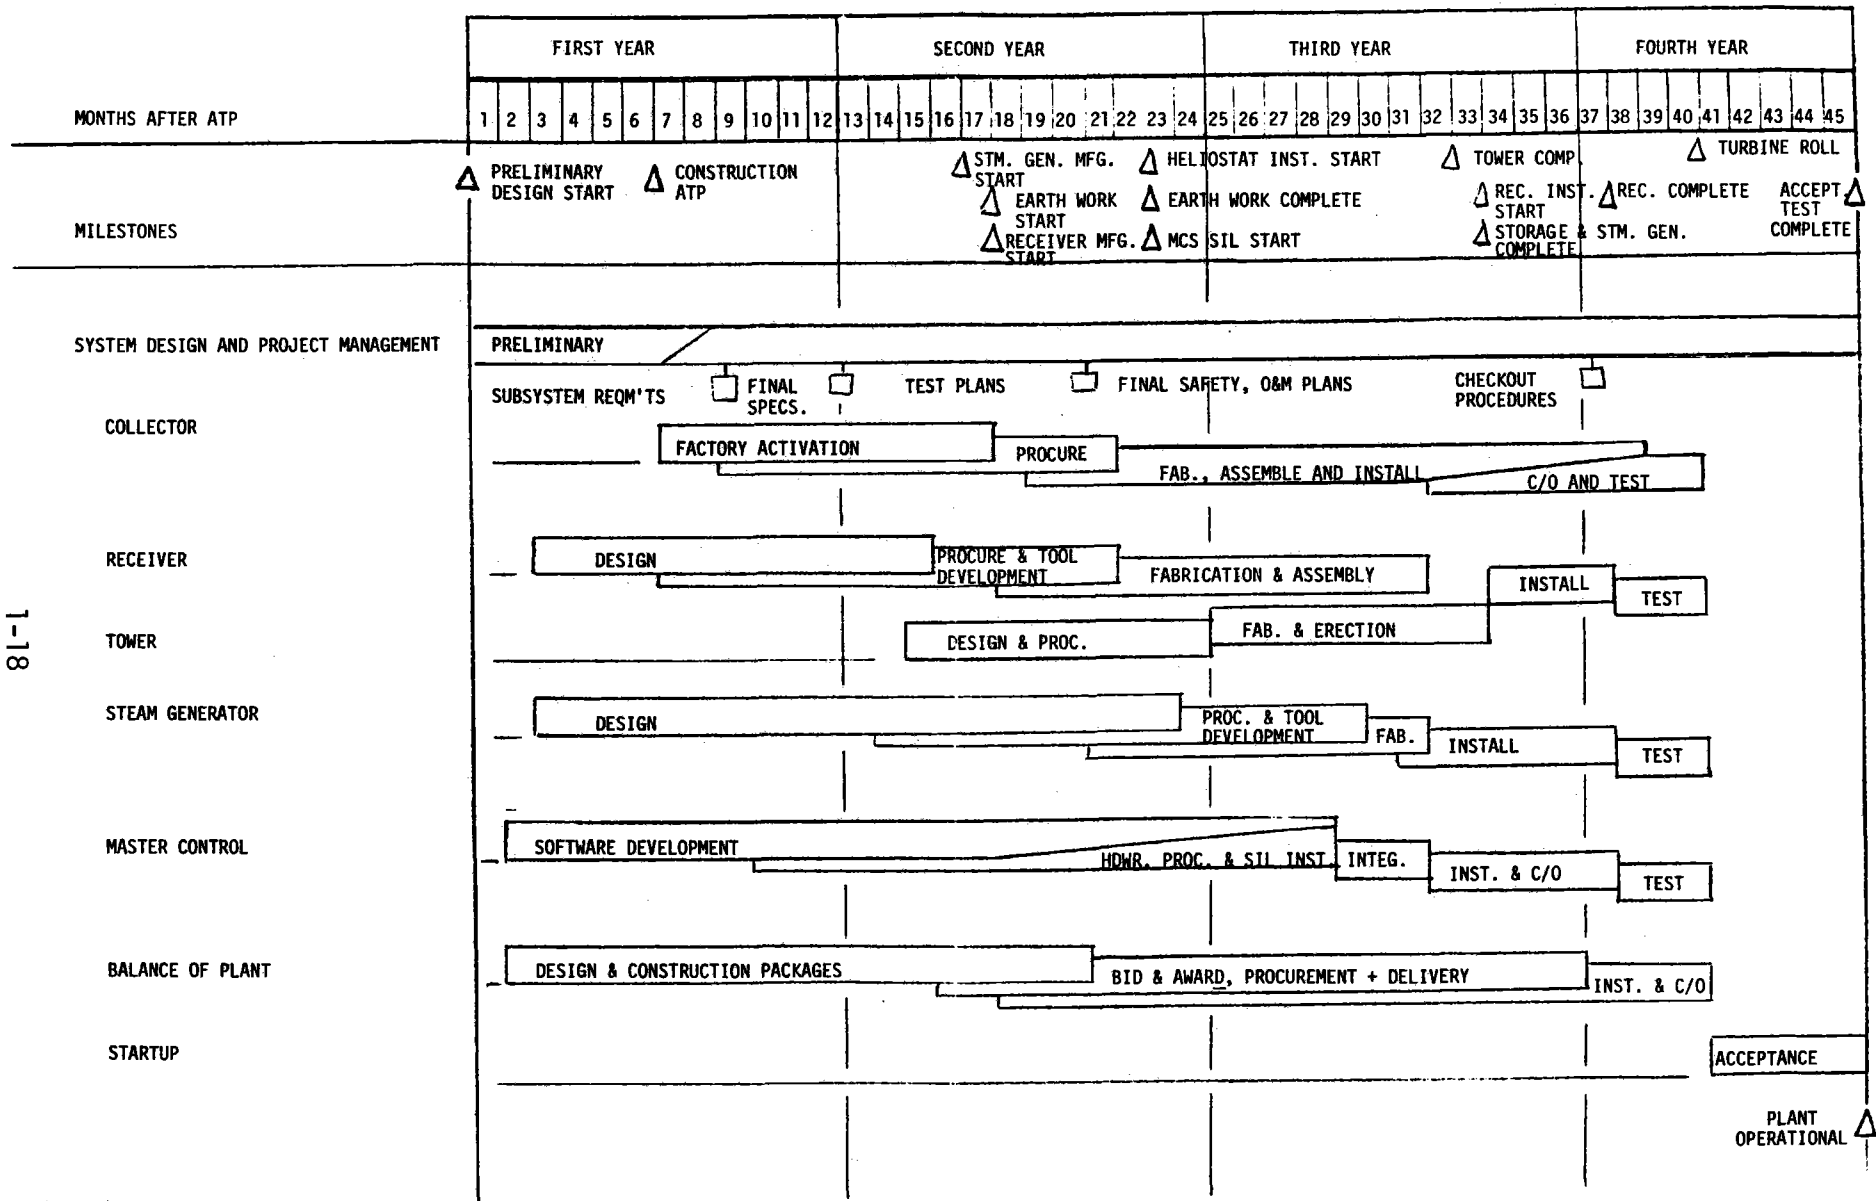 FIRST YEAR
SECOND YEAR
THIRD YEAR
FOURTH YEAR
MONTHS AFTER ATP
1 2 3 4 5 6 7 8 9 10 11 12 13 14 15 16 17 18 19 20 21 22 23 24 25 26 27 28 29 30 31 32 33 34 35 36 37 38 39 40 41 42 43 44 45
MILESTONES
PRELIMINARY
DESIGN START
CONSTRUCTION
ATP
STM. GEN. MFG.
START
EARTH WORK
START
RECEIVER MFG.
START
HELIOSTAT INST. START
EARTH WORK COMPLETE
MCS SIL START
TOWER COMP.
REC. INST.
START
STORAGE & STM. GEN.
COMPLETE
REC. COMPLETE
TURBINE ROLL
ACCEPT
TEST
COMPLETE
SYSTEM DESIGN AND PROJECT MANAGEMENT
PRELIMINARY
SUBSYSTEM REQM'TS
FINAL
SPECS.
TEST PLANS
FINAL SAFETY, O&M PLANS
CHECKOUT
PROCEDURES
COLLECTOR
FACTORY ACTIVATION
PROCURE
FAB., ASSEMBLE AND INSTALL
C/O AND TEST
RECEIVER
DESIGN
PROCURE & TOOL
DEVELOPMENT
FABRICATION & ASSEMBLY
INSTALL
TEST
TOWER
DESIGN & PROC.
FAB. & ERECTION
STEAM GENERATOR
DESIGN
PROC. & TOOL
DEVELOPMENT
FAB.
INSTALL
TEST
MASTER CONTROL
SOFTWARE DEVELOPMENT
HDWR. PROC. & SIL INST.
INTEG.
INST. & C/O
TEST
BALANCE OF PLANT
DESIGN & CONSTRUCTION PACKAGES
BID & AWARD, PROCUREMENT + DELIVERY
INST. & C/O
STARTUP
ACCEPTANCE
PLANT
OPERATIONAL
1-18